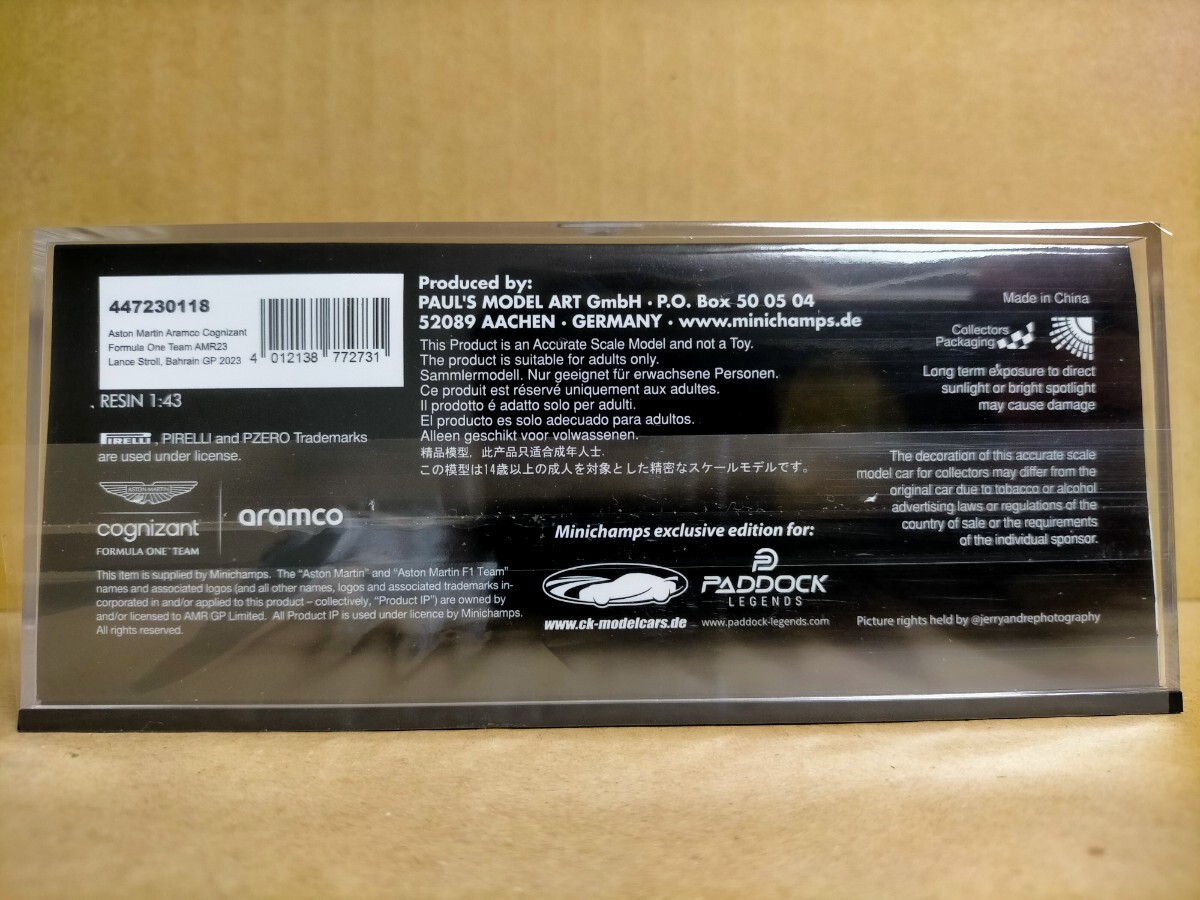 447230118
Aston Martin Aramco Cognizant
Formula One Team AMR23
Lance Stroll, Bahrain GP 2023
4 012138 772731
RESIN 1:43
PIRELLI, PIRELLI and PZERO Trademarks
are used under license.
ASTON MARTIN
cognizant
aramco
FORMULA ONE™ TEAM
This item is supplied by Minichamps. The “Aston Martin” and “Aston Martin F1 Team”
names and associated logos (and all other names, logos and associated trademarks in-
corporated in and/or applied to this product – collectively, “Product IP”) are owned by
and/or licensed to AMR GP Limited. All Product IP is used under licence by Minichamps.
All rights reserved.
Produced by:
PAUL'S MODEL ART GmbH · P.O. Box 50 05 04
52089 AACHEN · GERMANY · www.minichamps.de
This Product is an Accurate Scale Model and not a Toy.
The product is suitable for adults only.
Sammlermodell. Nur geeignet für erwachsene Personen.
Ce produit est réservé uniquement aux adultes.
Il prodotto é adatto solo per adulti.
El producto es solo adecuado para adultos.
Alleen geschikt voor volwassenen.
精品模型，此产品只适合成年人士.
この模型は14歳以上の成人を対象とした精密なスケールモデルです。
Minichamps exclusive edition for:
www.ck-modelcars.de
PADDOCK
LEGENDS
www.paddock-legends.com
Made in China
Collectors
Packaging
Long term exposure to direct
sunlight or bright spotlight
may cause damage
The decoration of this accurate scale
model car for collectors may differ from the
original car due to tobacco or alcohol
advertising laws or regulations of the
country of sale or the requirements
of the individual sponsor.
Picture rights held by @jerryandrephotography